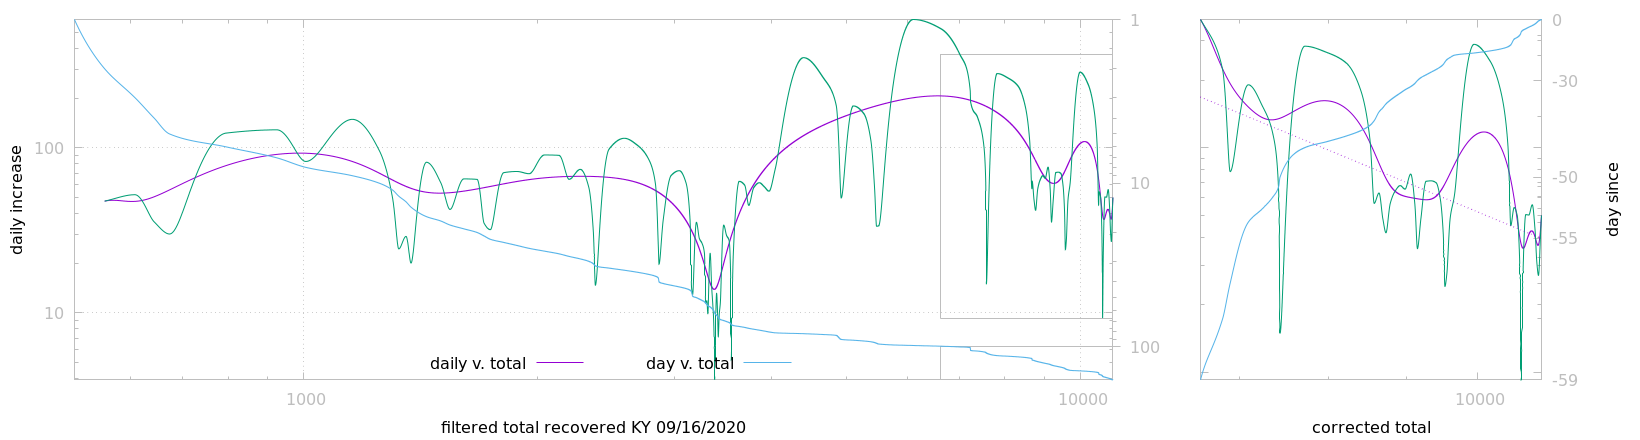 daily increase
100
10
1000
10000
1
10
100
daily v. total
day v. total
filtered total recovered KY 09/16/2020
0
-30
-50
-55
-59
10000
day since
corrected total